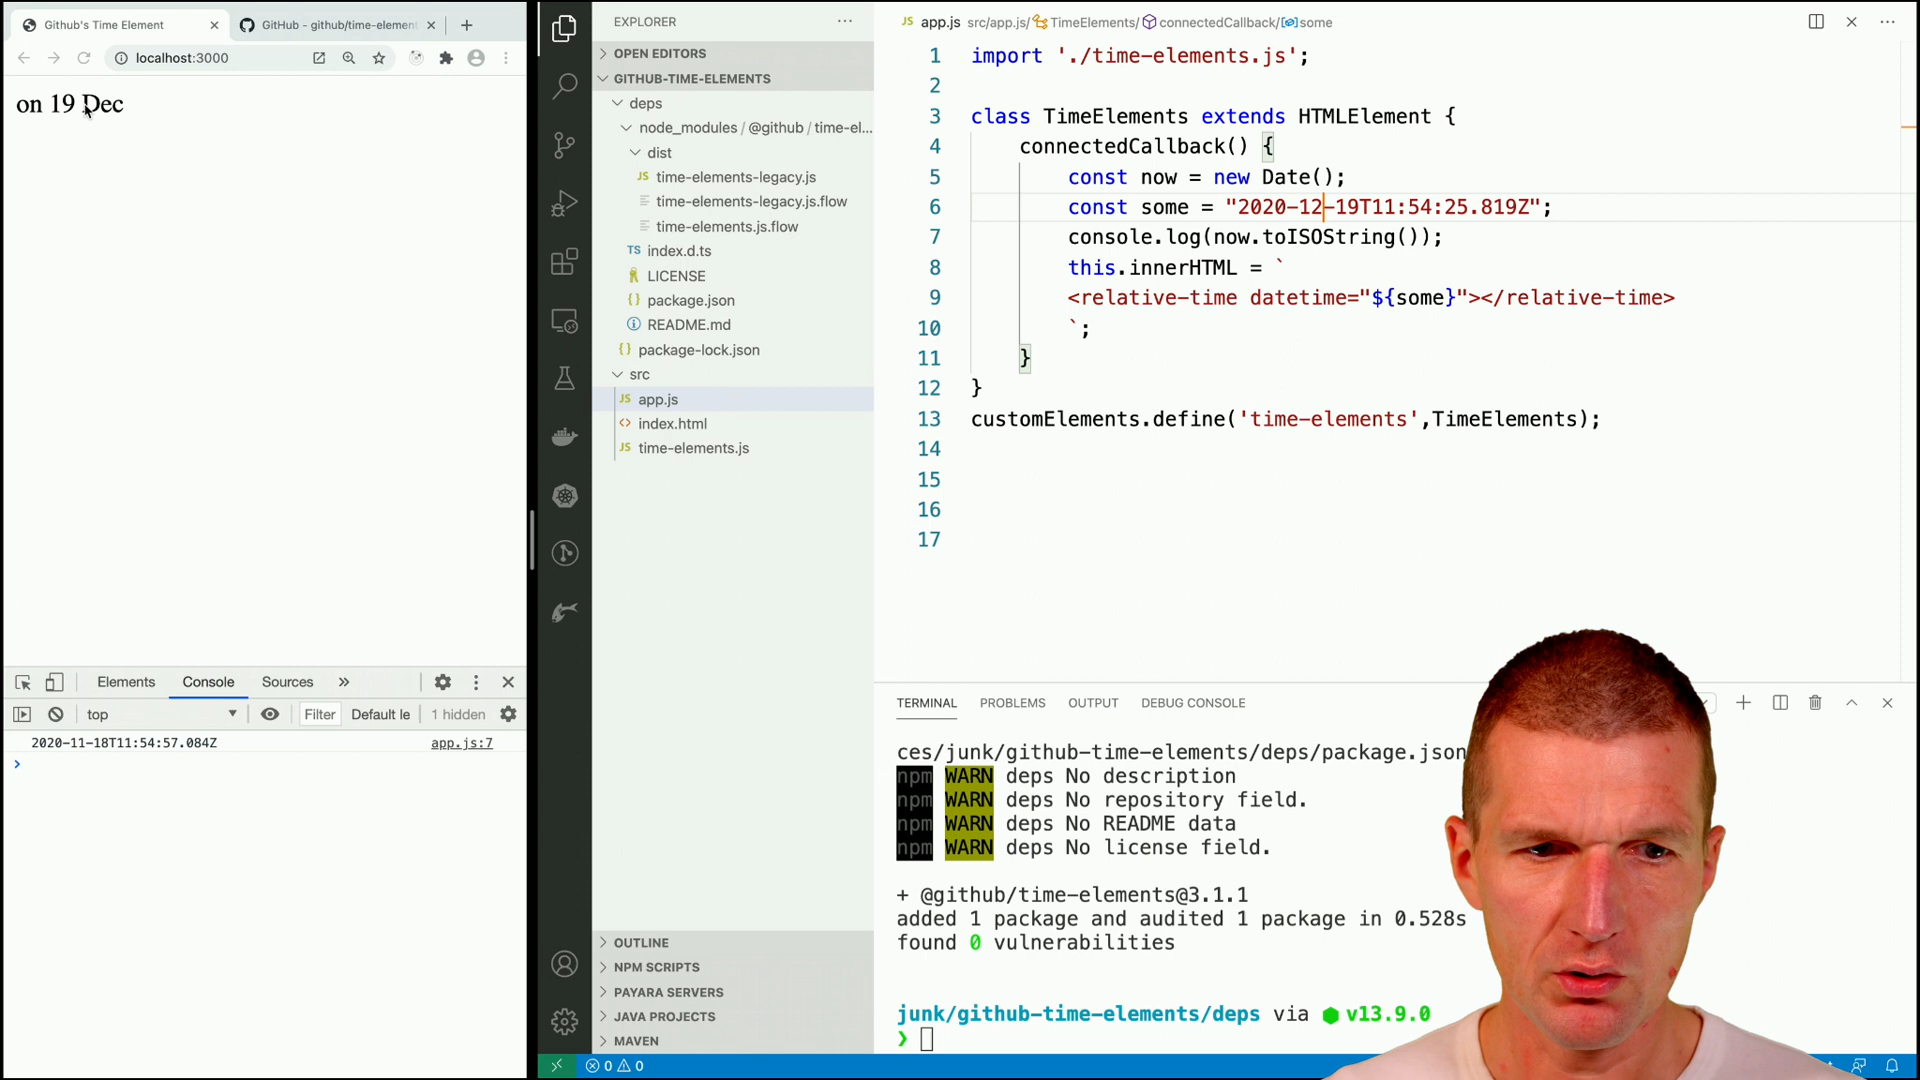 Github's Time Element
GitHub - github/time-element
localhost:3000
on 19 Dec
Elements
Console
Sources
top
Filter
Default le
1 hidden
2020-11-18T11:54:57.084Z
app.js:7
EXPLORER
OPEN EDITORS
GITHUB-TIME-ELEMENTS
deps
node_modules / @github / time-el...
dist
JS time-elements-legacy.js
time-elements-legacy.js.flow
time-elements.js.flow
TS index.d.ts
LICENSE
{} package.json
README.md
{} package-lock.json
src
JS app.js
<> index.html
JS time-elements.js
OUTLINE
NPM SCRIPTS
PAYARA SERVERS
JAVA PROJECTS
MAVEN
JS app.js src/app.js/ TimeElements/ connectedCallback/ some
1 import './time-elements.js';
2
3 class TimeElements extends HTMLElement {
4 connectedCallback() {
5 const now = new Date();
6 const some = "2020-12-19T11:54:25.819Z";
7 console.log(now.toISOString());
8 this.innerHTML = `
9 <relative-time datetime="${some}"></relative-time>
10 `;
11 }
12 }
13 customElements.define('time-elements',TimeElements);
14
15
16
17
TERMINAL
PROBLEMS
OUTPUT
DEBUG CONSOLE
ces/junk/github-time-elements/deps/package.json
npm WARN deps No description
npm WARN deps No repository field.
npm WARN deps No README data
npm WARN deps No license field.
+ @github/time-elements@3.1.1
added 1 package and audited 1 package in 0.528s
found 0 vulnerabilities
junk/github-time-elements/deps via v13.9.0
❯
0 0